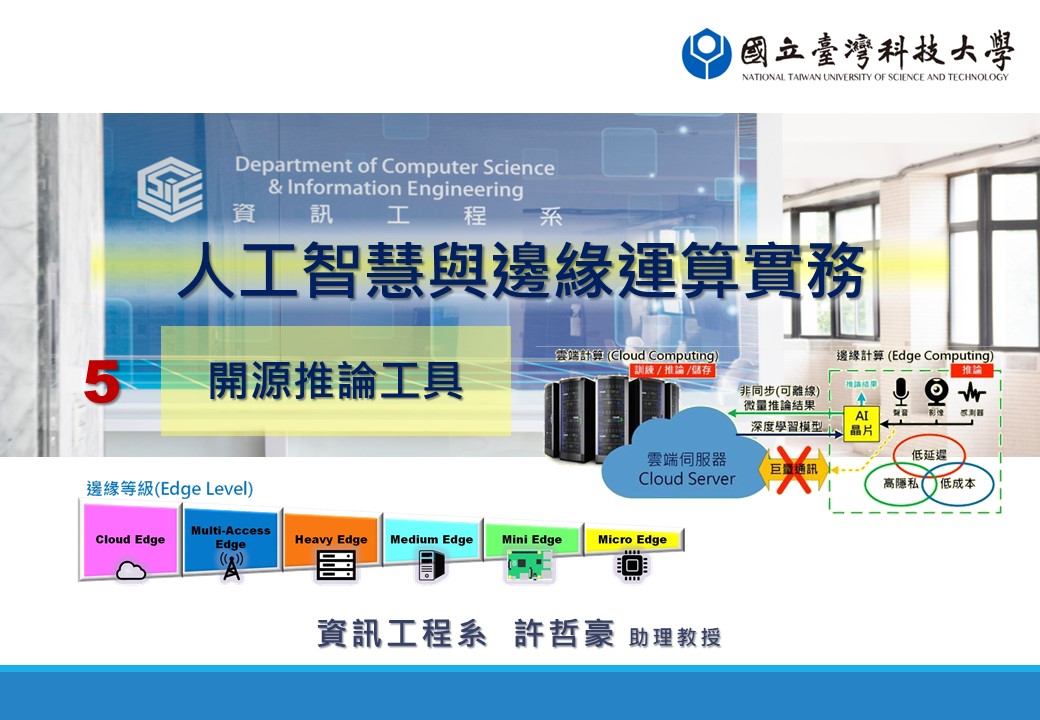 國立臺灣科技大學
NATIONAL TAIWAN UNIVERSITY OF SCIENCE AND TECHNOLOGY
Department of Computer Science
& Information Engineering
資訊工程系
人工智慧與邊緣運算實務
5
開源推論工具
雲端計算 (Cloud Computing)
訓練 / 推論 /儲存
非同步(可離線)
微量推論結果
深度學習模型
雲端伺服器
Cloud Server
巨量通訊
邊緣計算 (Edge Computing)
推論
推論結果
AI
晶片
聲音
影像
感測器
低延遲
高隱私
低成本
邊緣等級(Edge Level)
Cloud Edge
Multi-Access
Edge
Heavy Edge
Medium Edge
Mini Edge
Micro Edge
資訊工程系 許哲豪 助理教授